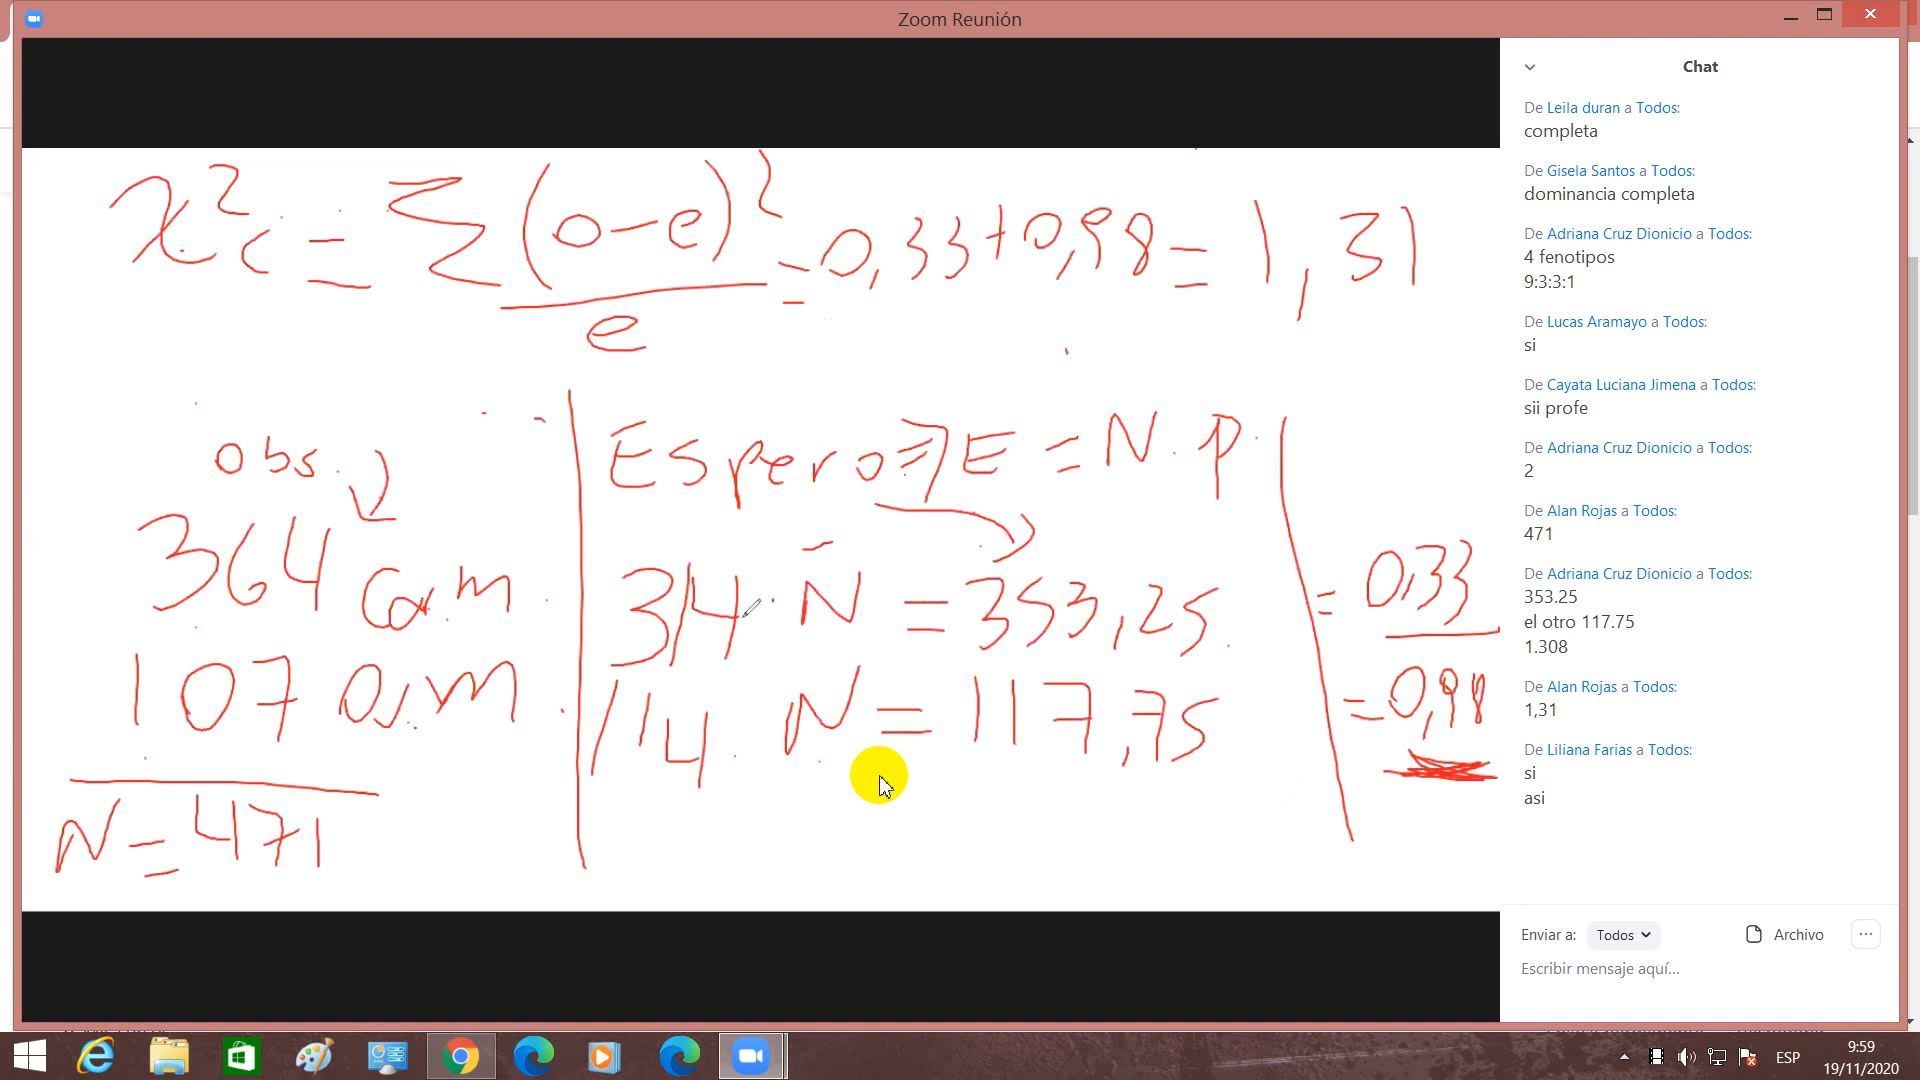 Zoom Reunión
χ²c = Σ (o-e)² / e = 0,33 + 0,98 = 1,31
obs.
364 Ca.m
107 a.m
N = 471
Espero ⇒ E = N . P
3/4 . N = 353,25
1/4 . N = 117,75
= 0,33
= 0,98
Chat
De Leila duran a Todos:
completa
De Gisela Santos a Todos:
dominancia completa
De Adriana Cruz Dionicio a Todos:
4 fenotipos
9:3:3:1
De Lucas Aramayo a Todos:
si
De Cayata Luciana Jimena a Todos:
sii profe
De Adriana Cruz Dionicio a Todos:
2
De Alan Rojas a Todos:
471
De Adriana Cruz Dionicio a Todos:
353.25
el otro 117.75
1.308
De Alan Rojas a Todos:
1,31
De Liliana Farias a Todos:
si
asi
Enviar a: Todos Archivo ...
Escribir mensaje aquí...
ESP
9:59
19/11/2020